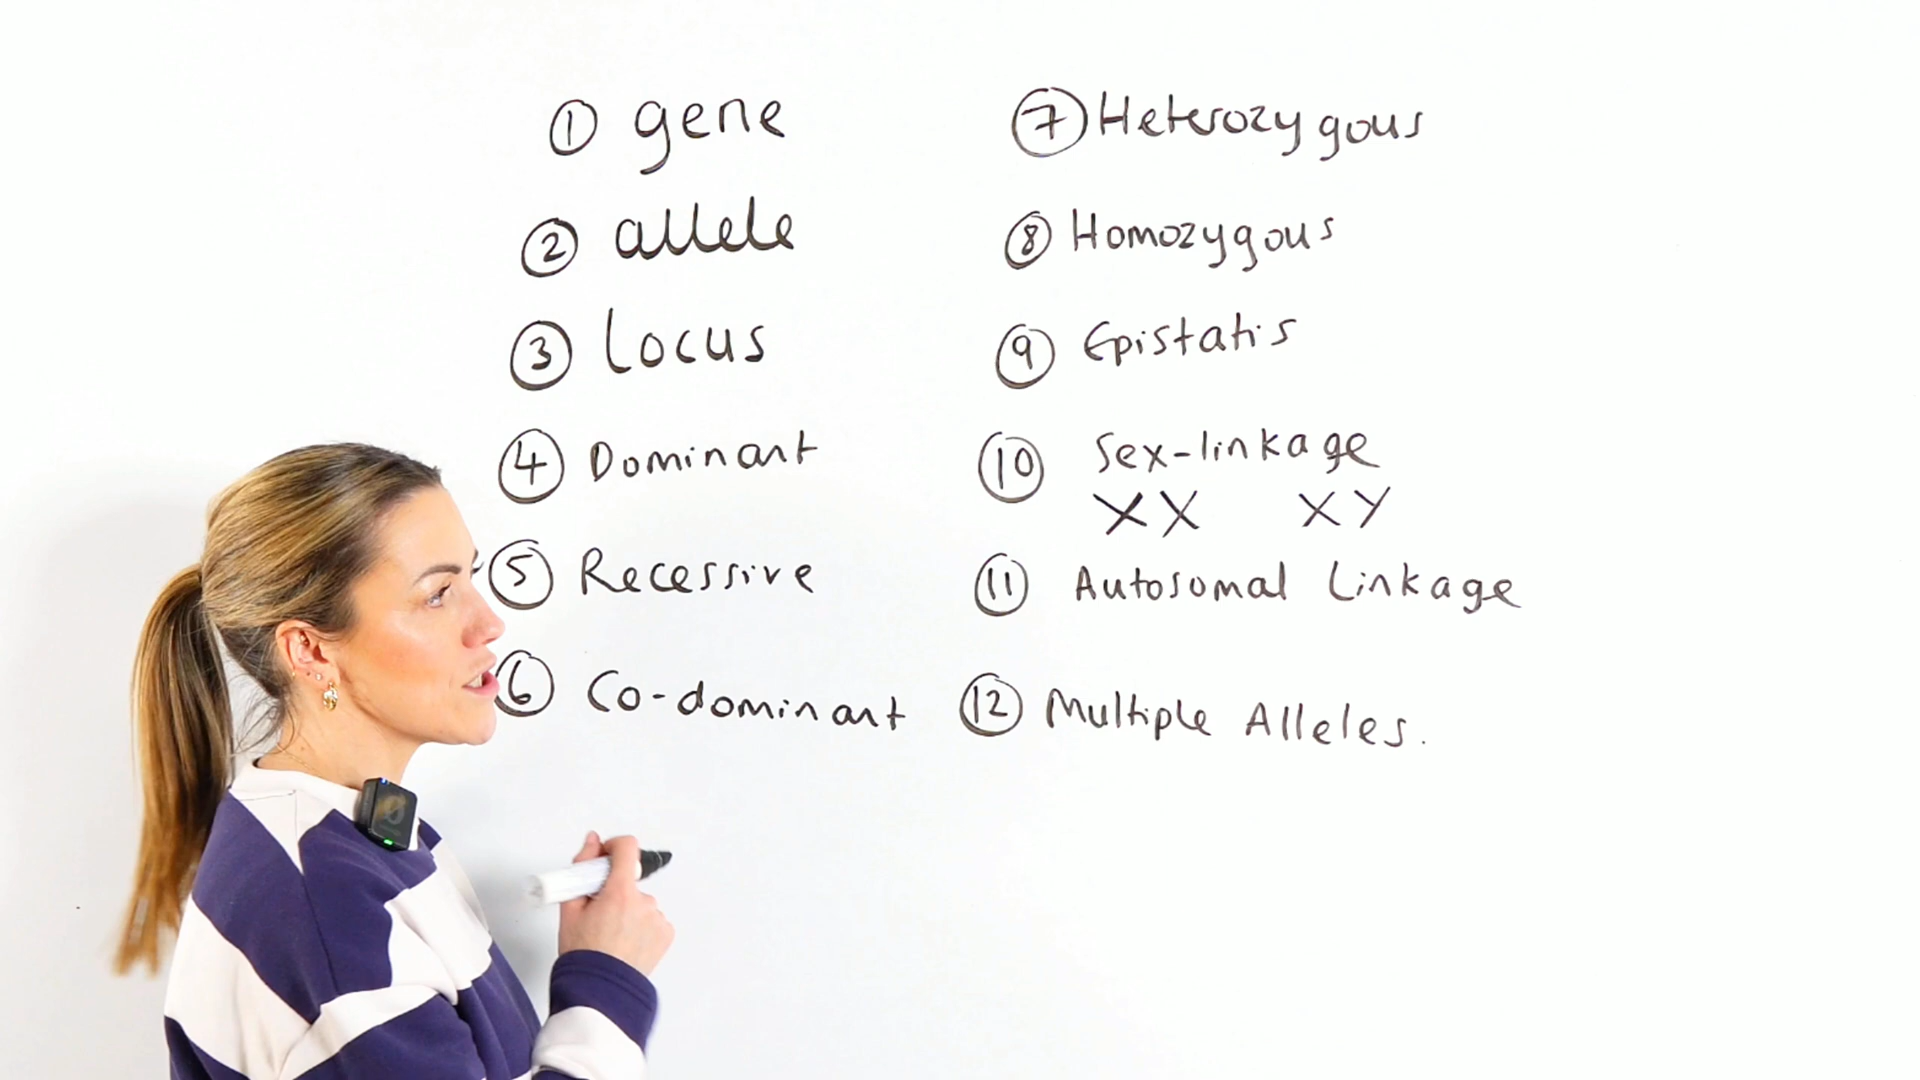 ① gene
② allele
③ Locus
④ Dominant
⑤ Recessive
⑥ Co-dominant
⑦ Heterozygous
⑧ Homozygous
⑨ Epistatis
⑩ Sex-linkage
XX XY
⑪ Autosomal Linkage
⑫ Multiple Alleles.